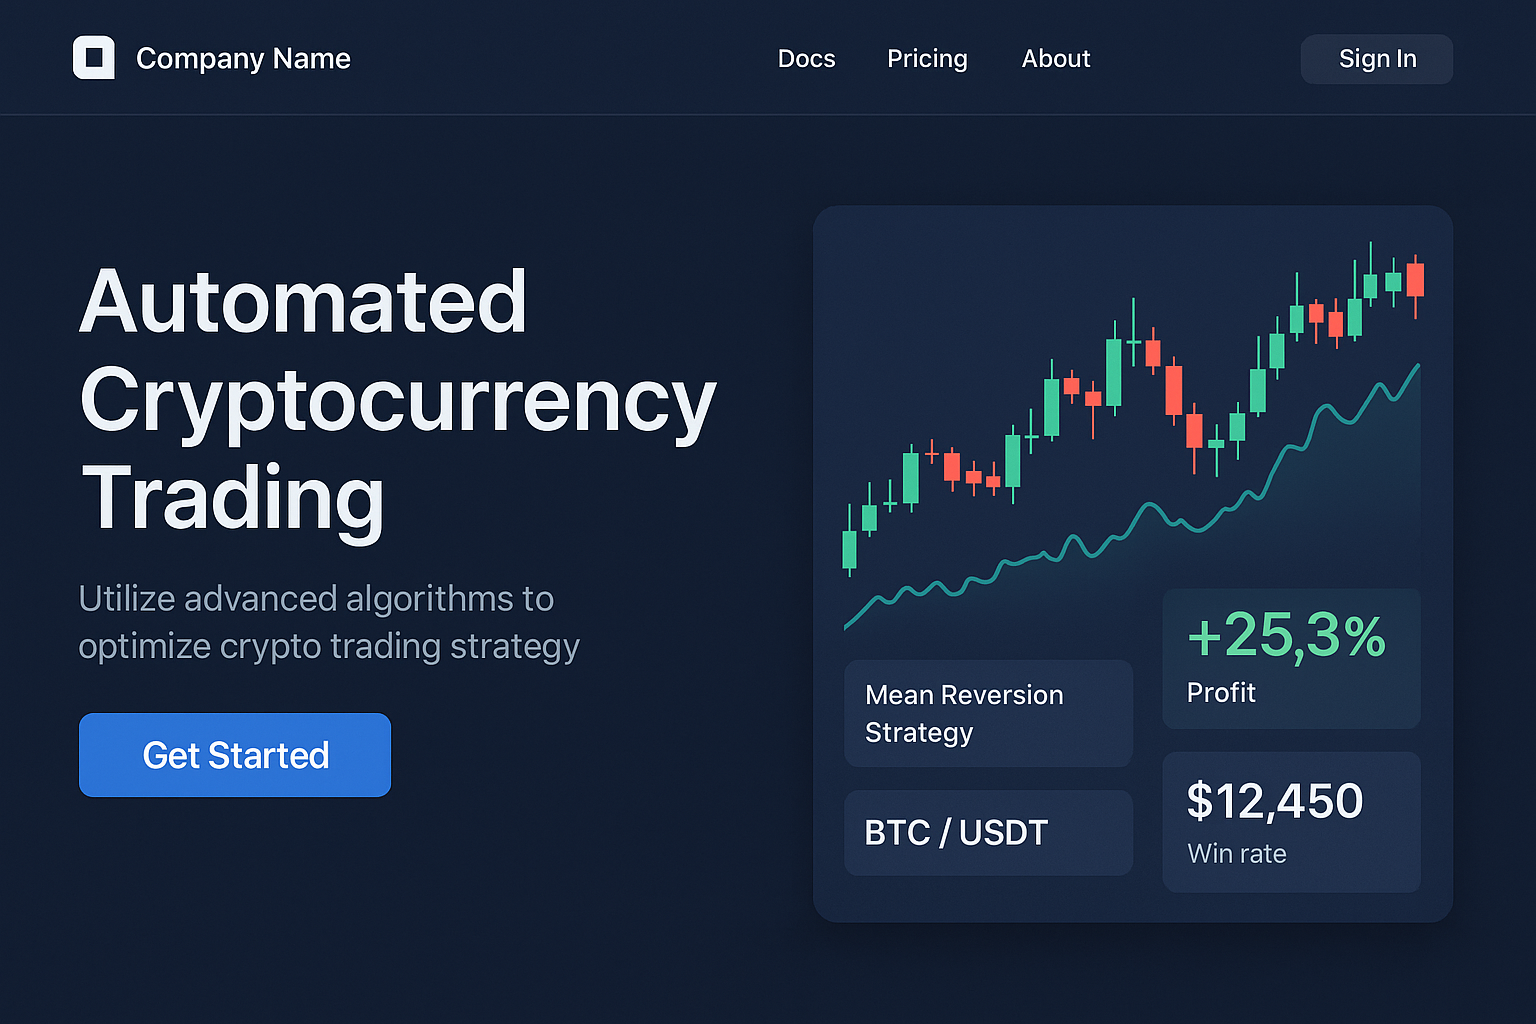 Company Name
Docs
Pricing
About
Sign In
Automated
Cryptocurrency
Trading
Utilize advanced algorithms to
optimize crypto trading strategy
Get Started
Mean Reversion
Strategy
BTC / USDT
+25,3%
Profit
$12,450
Win rate